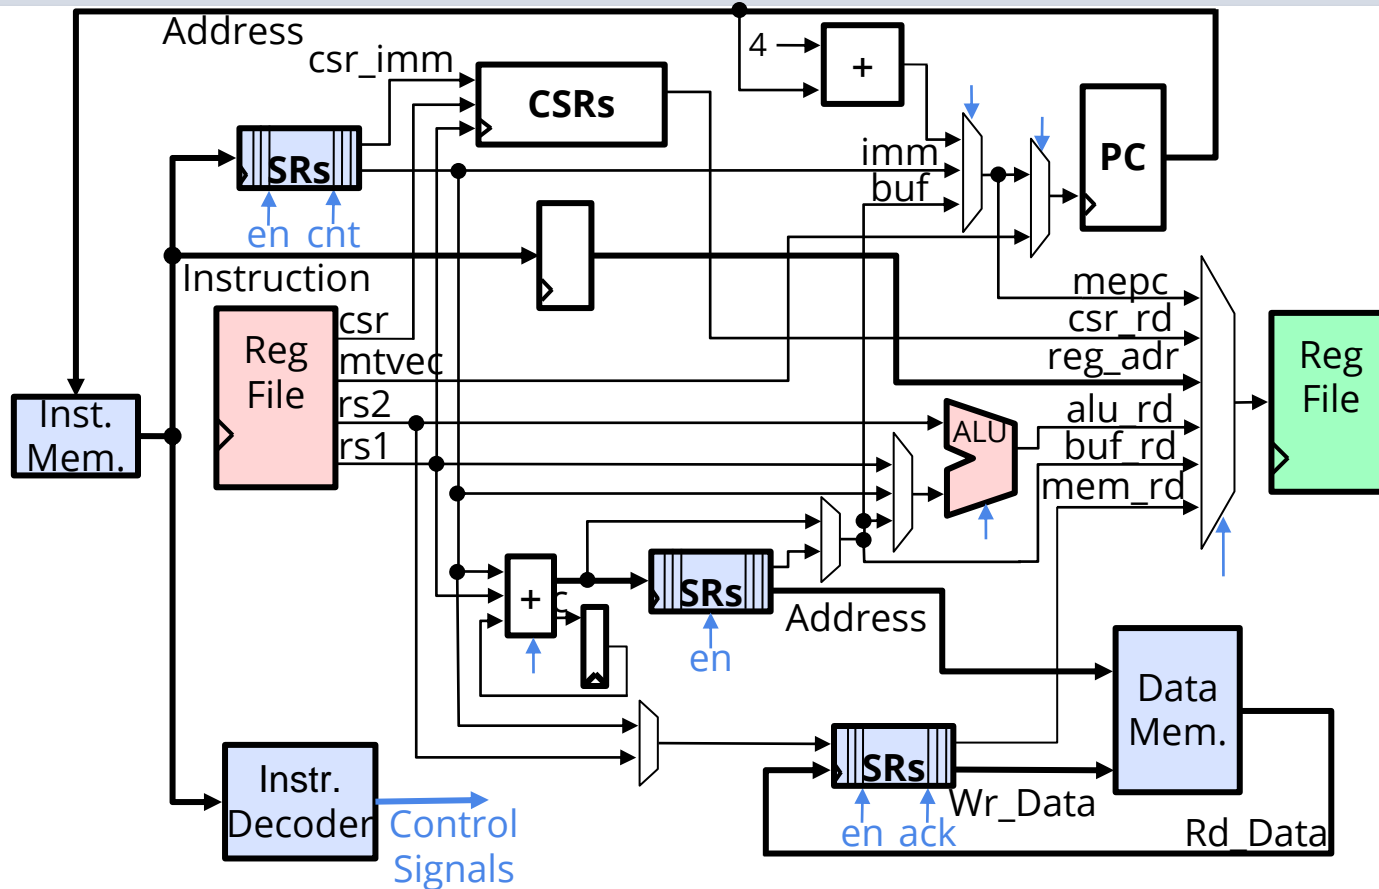 Address
csr_imm
4
+
CSRs
SRs
imm
buf
PC
en cnt
Instruction
mepc
csr
csr_rd
Reg
File
mtvec
reg_adr
Reg
File
Inst.
Mem.
rs2
alu_rd
ALU
rs1
buf_rd
mem_rd
+
c
SRs
Address
en
Data
Mem.
Instr.
Decoder
SRs
Control
Signals
Wr_Data
en ack
Rd_Data